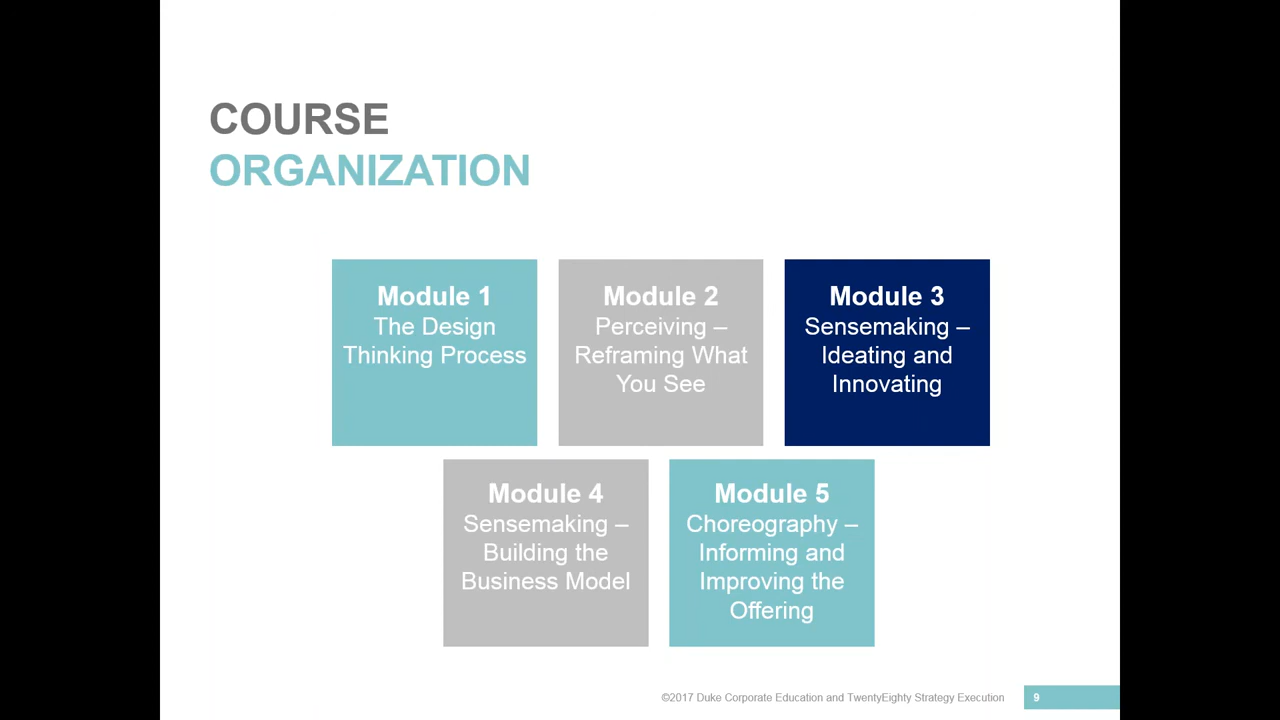 COURSE
ORGANIZATION
Module 1
The Design
Thinking Process
Module 2
Perceiving –
Reframing What
You See
Module 3
Sensemaking –
Ideating and
Innovating
Module 4
Sensemaking –
Building the
Business Model
Module 5
Choreography –
Informing and
Improving the
Offering
©2017 Duke Corporate Education and TwentyEighty Strategy Execution
9